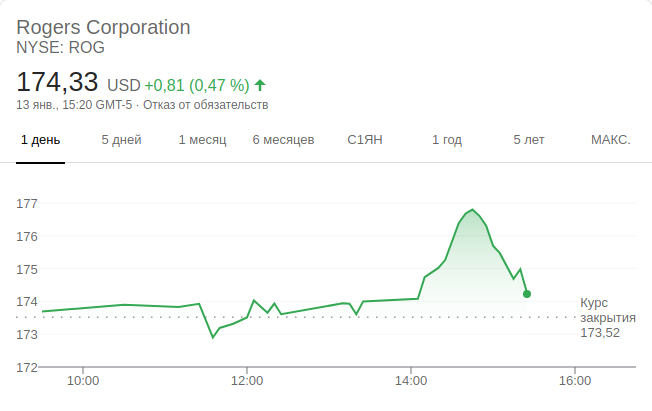 Rogers Corporation
NYSE: ROG
174,33 USD +0,81 (0,47 %)
13 янв., 15:20 GMT-5 · Отказ от обязательств
1 день 5 дней 1 месяц 6 месяцев С1ЯН 1 год 5 лет МАКС.
177
176
175
174
173
172
Курс
закрытия
173,52
10:00 12:00 14:00 16:00